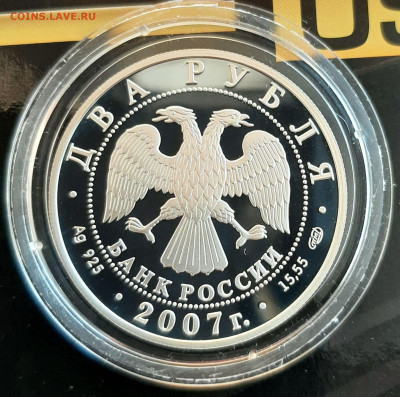 COINS.LAVE.RU
ДВА РУБЛЯ
Ag 925
БАНК РОССИИ
15,55
2007 г.